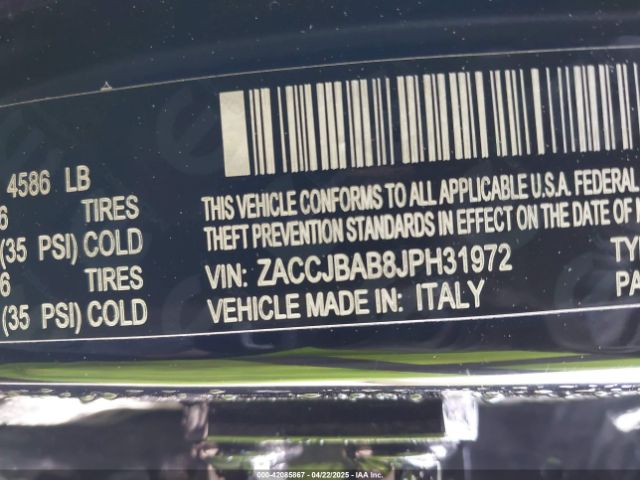 4586 LB
6 TIRES
(35 PSI) COLD
6 TIRES
(35 PSI) COLD
THIS VEHICLE CONFORMS TO ALL APPLICABLE U.S.A. FEDERAL
THEFT PREVENTION STANDARDS IN EFFECT ON THE DATE OF
VIN: ZACCJBAB8JPH31972
VEHICLE MADE IN: ITALY
TY
PA
000-42085867 - 04/22/2025 - IAA Inc.